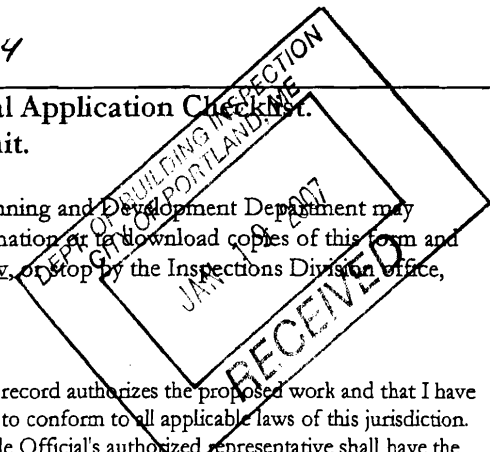 4
al Application Checklist.
nit.
nning and Development Department may
mation or to download copies of this form and
v, or stop by the Inspections Division office,
record authorizes the proposed work and that I have
to conform to all applicable laws of this jurisdiction.
le Official's authorized representative shall have the
DEPT. OF BUILDING INSPECTION
CITY OF PORTLAND, ME
JAN 2007
RECEIVED